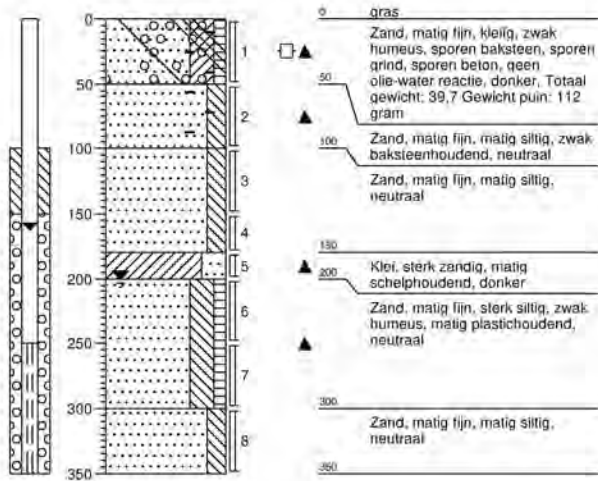 0
50
100
150
200
250
300
350
1
2
3
4
5
6
7
8
0 gras
Zand, matig fijn, kleiïg, zwak
humeus, sporen baksteen, sporen
grind, sporen beton, geen
olie-water reactie, donker, Totaal
gewicht: 39,7 Gewicht puin: 112
gram
50
Zand, matig fijn, matig siltig, zwak
baksteenhoudend, neutraal
100
Zand, matig fijn, matig siltig,
neutraal
150
Klei, sterk zandig, matig
schelphoudend, donker
200
Zand, matig fijn, sterk siltig, zwak
humeus, matig plastichoudend,
neutraal
300
Zand, matig fijn, matig siltig,
neutraal
350